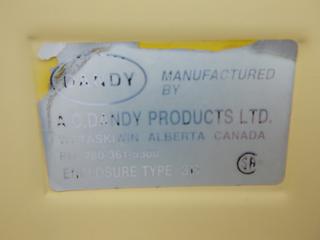 DANDY
MANUFACTURED
BY
A.C.DANDY PRODUCTS LTD.
WETASKIWIN ALBERTA CANADA
ENCLOSURE TYPE